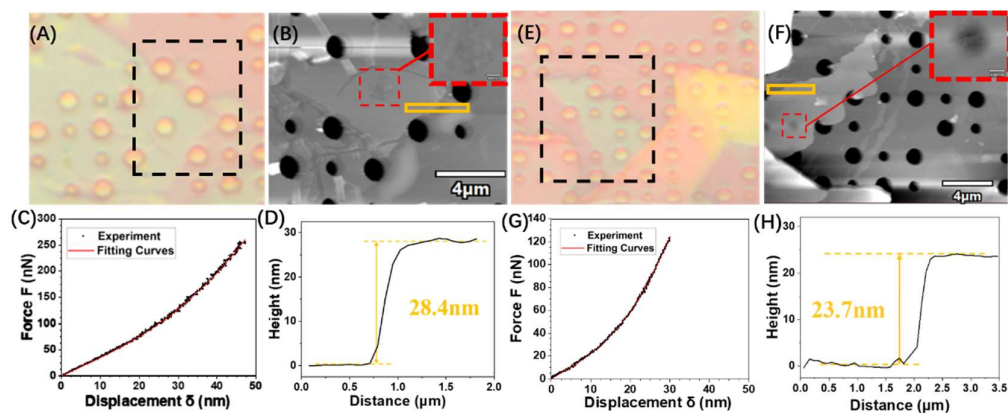 (A)
(B)
4μm
(E)
(F)
4μm
(C)
300
250
200
150
100
50
0
Force F (nN)
Experiment
Fitting Curves
0 10 20 30 40 50
Displacement δ (nm)
(D)
30
20
10
0
Height (nm)
28.4nm
0.0 0.5 1.0 1.5 2.0
Distance (μm)
(G)
140
120
100
80
60
40
20
0
Force F (nN)
Experiment
Fitting Curves
0 10 20 30 40 50
Displacement δ (nm)
(H)
30
20
10
0
Height (nm)
23.7nm
0.0 0.5 1.0 1.5 2.0 2.5 3.0 3.5
Distance (μm)